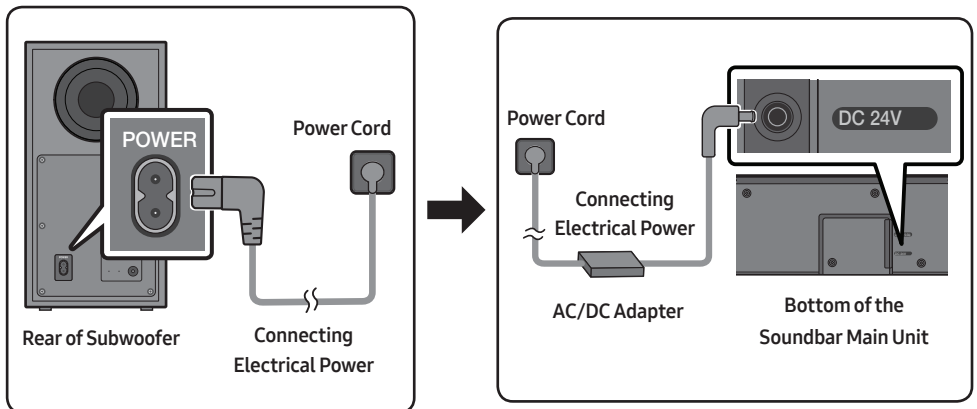 POWER
Power Cord
Rear of Subwoofer
Connecting
Electrical Power
DC 24V
Power Cord
Connecting
Electrical Power
AC/DC Adapter
Bottom of the
Soundbar Main Unit